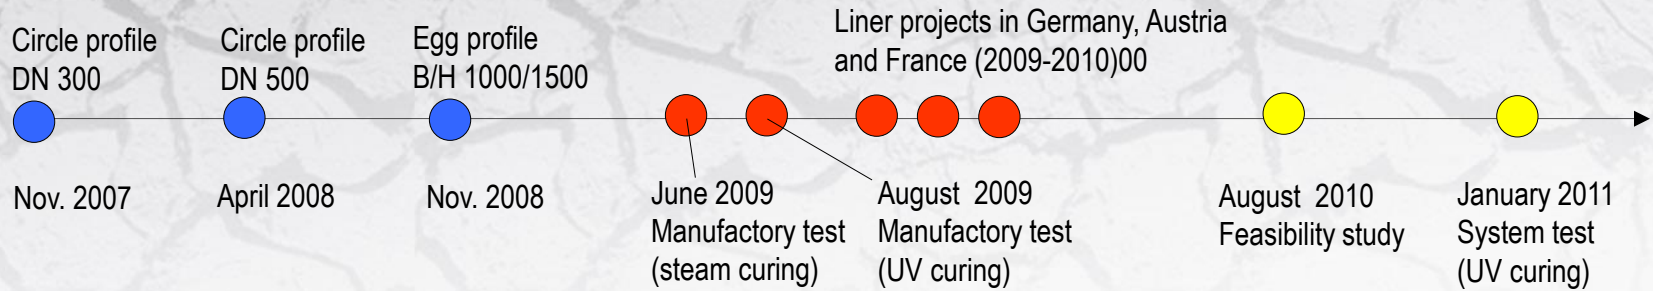 Circle profile
DN 300
Circle profile
DN 500
Egg profile
B/H 1000/1500
Liner projects in Germany, Austria
and France (2009-2010)00
Nov. 2007
April 2008
Nov. 2008
June 2009
Manufactory test
(steam curing)
August 2009
Manufactory test
(UV curing)
August 2010
Feasibility study
January 2011
System test
(UV curing)